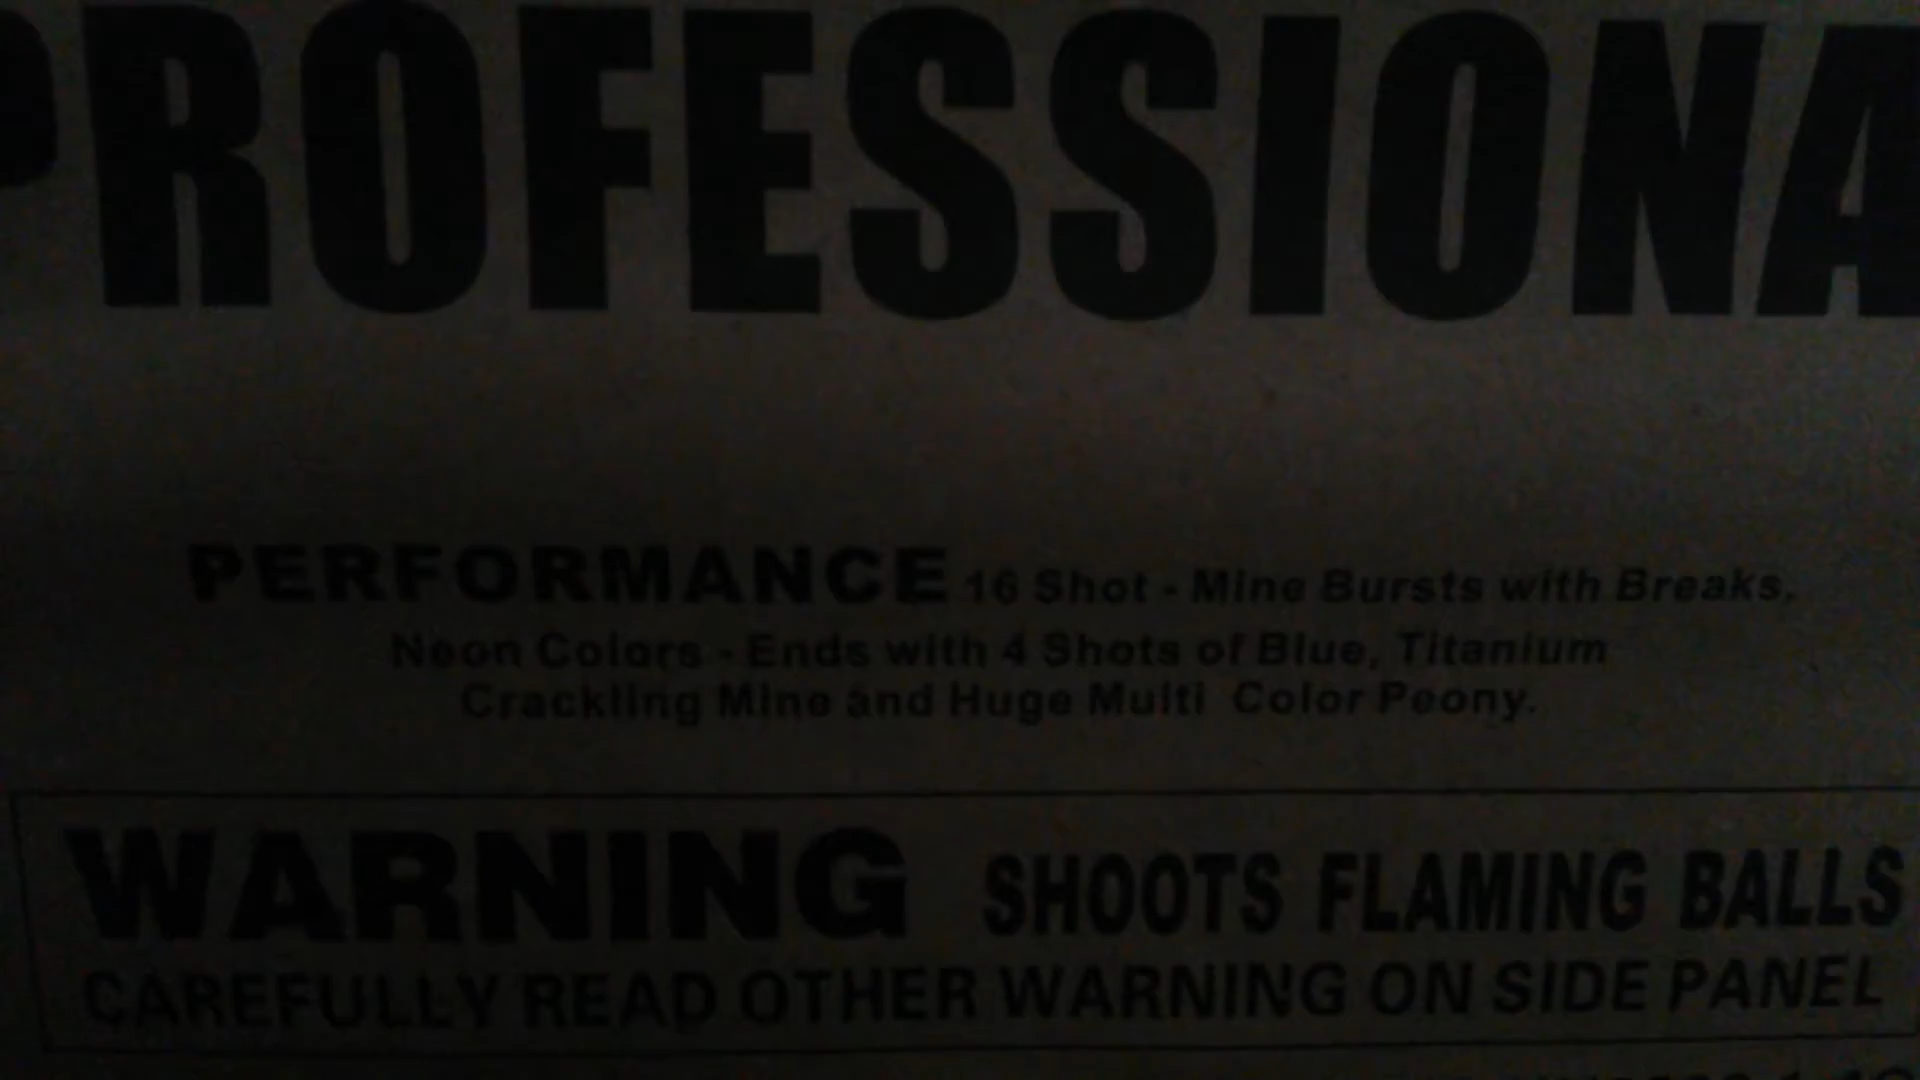 PROFESSIONA
PERFORMANCE 16 Shot - Mine Bursts with Breaks,
Neon Colors - Ends with 4 Shots of Blue, Titanium
Crackling Mine and Huge Multi Color Peony.
WARNING SHOOTS FLAMING BALLS
CAREFULLY READ OTHER WARNING ON SIDE PANEL